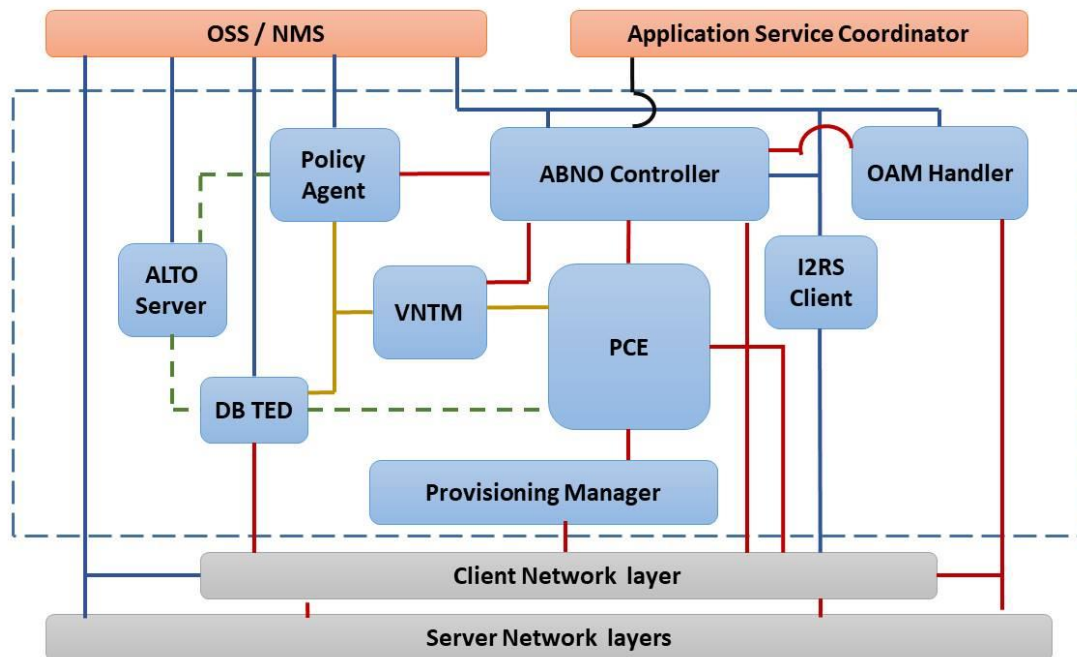 OSS / NMS
Application Service Coordinator
Policy
Agent
ABNO Controller
OAM Handler
ALTO
Server
VNTM
PCE
I2RS
Client
DB TED
Provisioning Manager
Client Network layer
Server Network layers